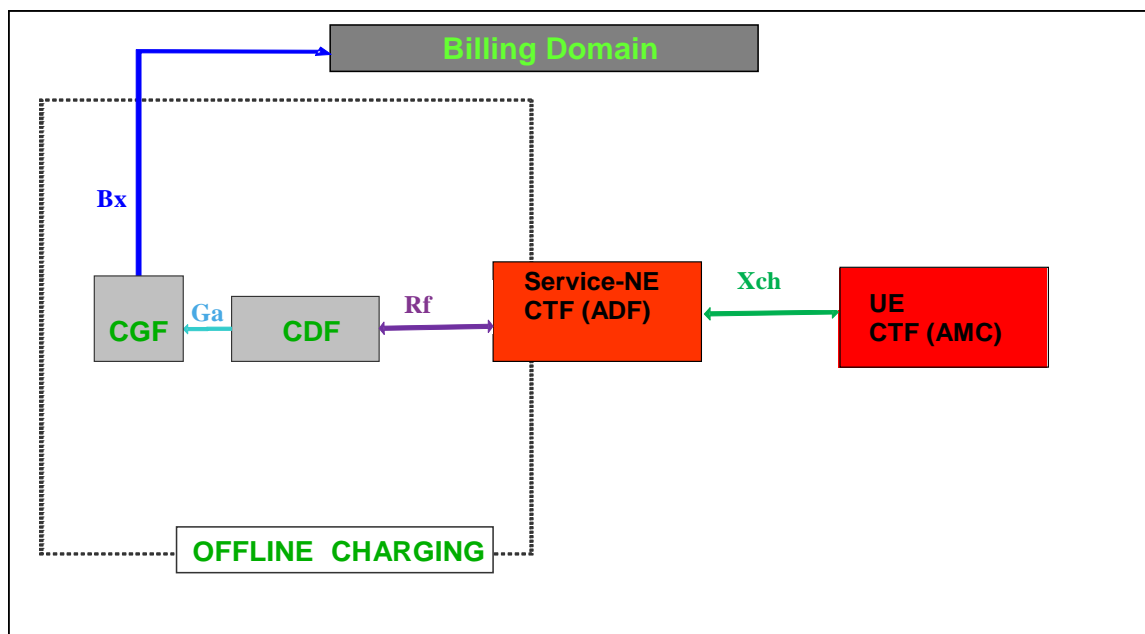 Billing Domain
Bx
Service-NE
CTF (ADF)
Xch
UE
CTF (AMC)
Rf
Ga
CGF
CDF
OFFLINE CHARGING